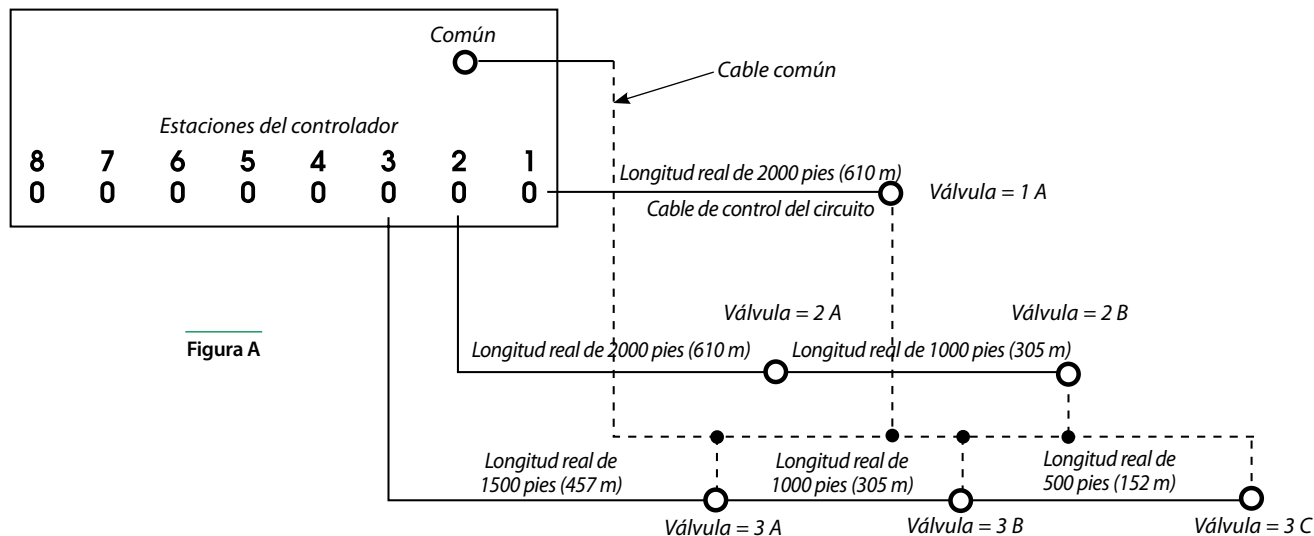 Común
Cable común
Estaciones del controlador
8 7 6 5 4 3 2 1
0 0 0 0 0 0 0 0
Longitud real de 2000 pies (610 m)
Cable de control del circuito
Válvula = 1 A
Válvula = 2 A
Válvula = 2 B
Figura A
Longitud real de 2000 pies (610 m)
Longitud real de 1000 pies (305 m)
Longitud real de
1500 pies (457 m)
Longitud real de
1000 pies (305 m)
Longitud real de
500 pies (152 m)
Válvula = 3 A
Válvula = 3 B
Válvula = 3 C